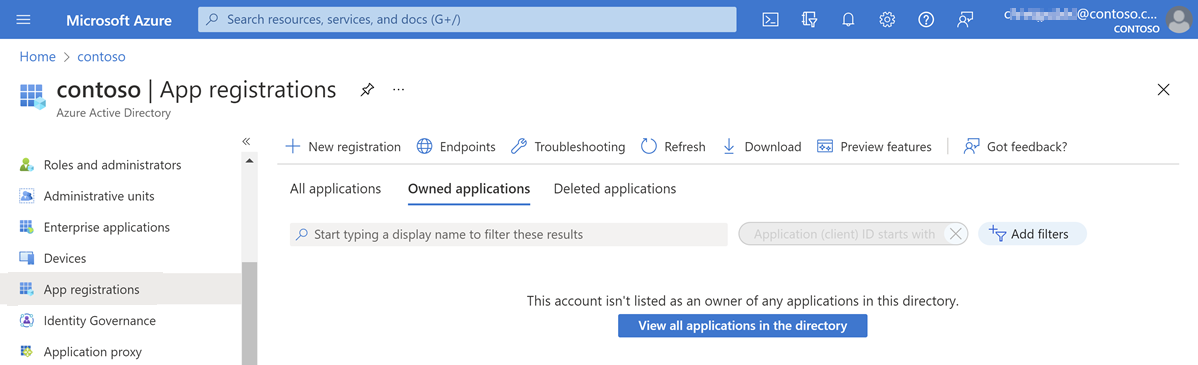 Microsoft Azure
Search resources, services, and docs (G+/)
@contoso.c...
CONTOSO
Home > contoso
contoso | App registrations
...
Azure Active Directory
Roles and administrators
Administrative units
Enterprise applications
Devices
App registrations
Identity Governance
Application proxy
New registration
Endpoints
Troubleshooting
Refresh
Download
Preview features
Got feedback?
All applications
Owned applications
Deleted applications
Start typing a display name to filter these results
Application (client) ID starts with
Add filters
This account isn't listed as an owner of any applications in this directory.
View all applications in the directory